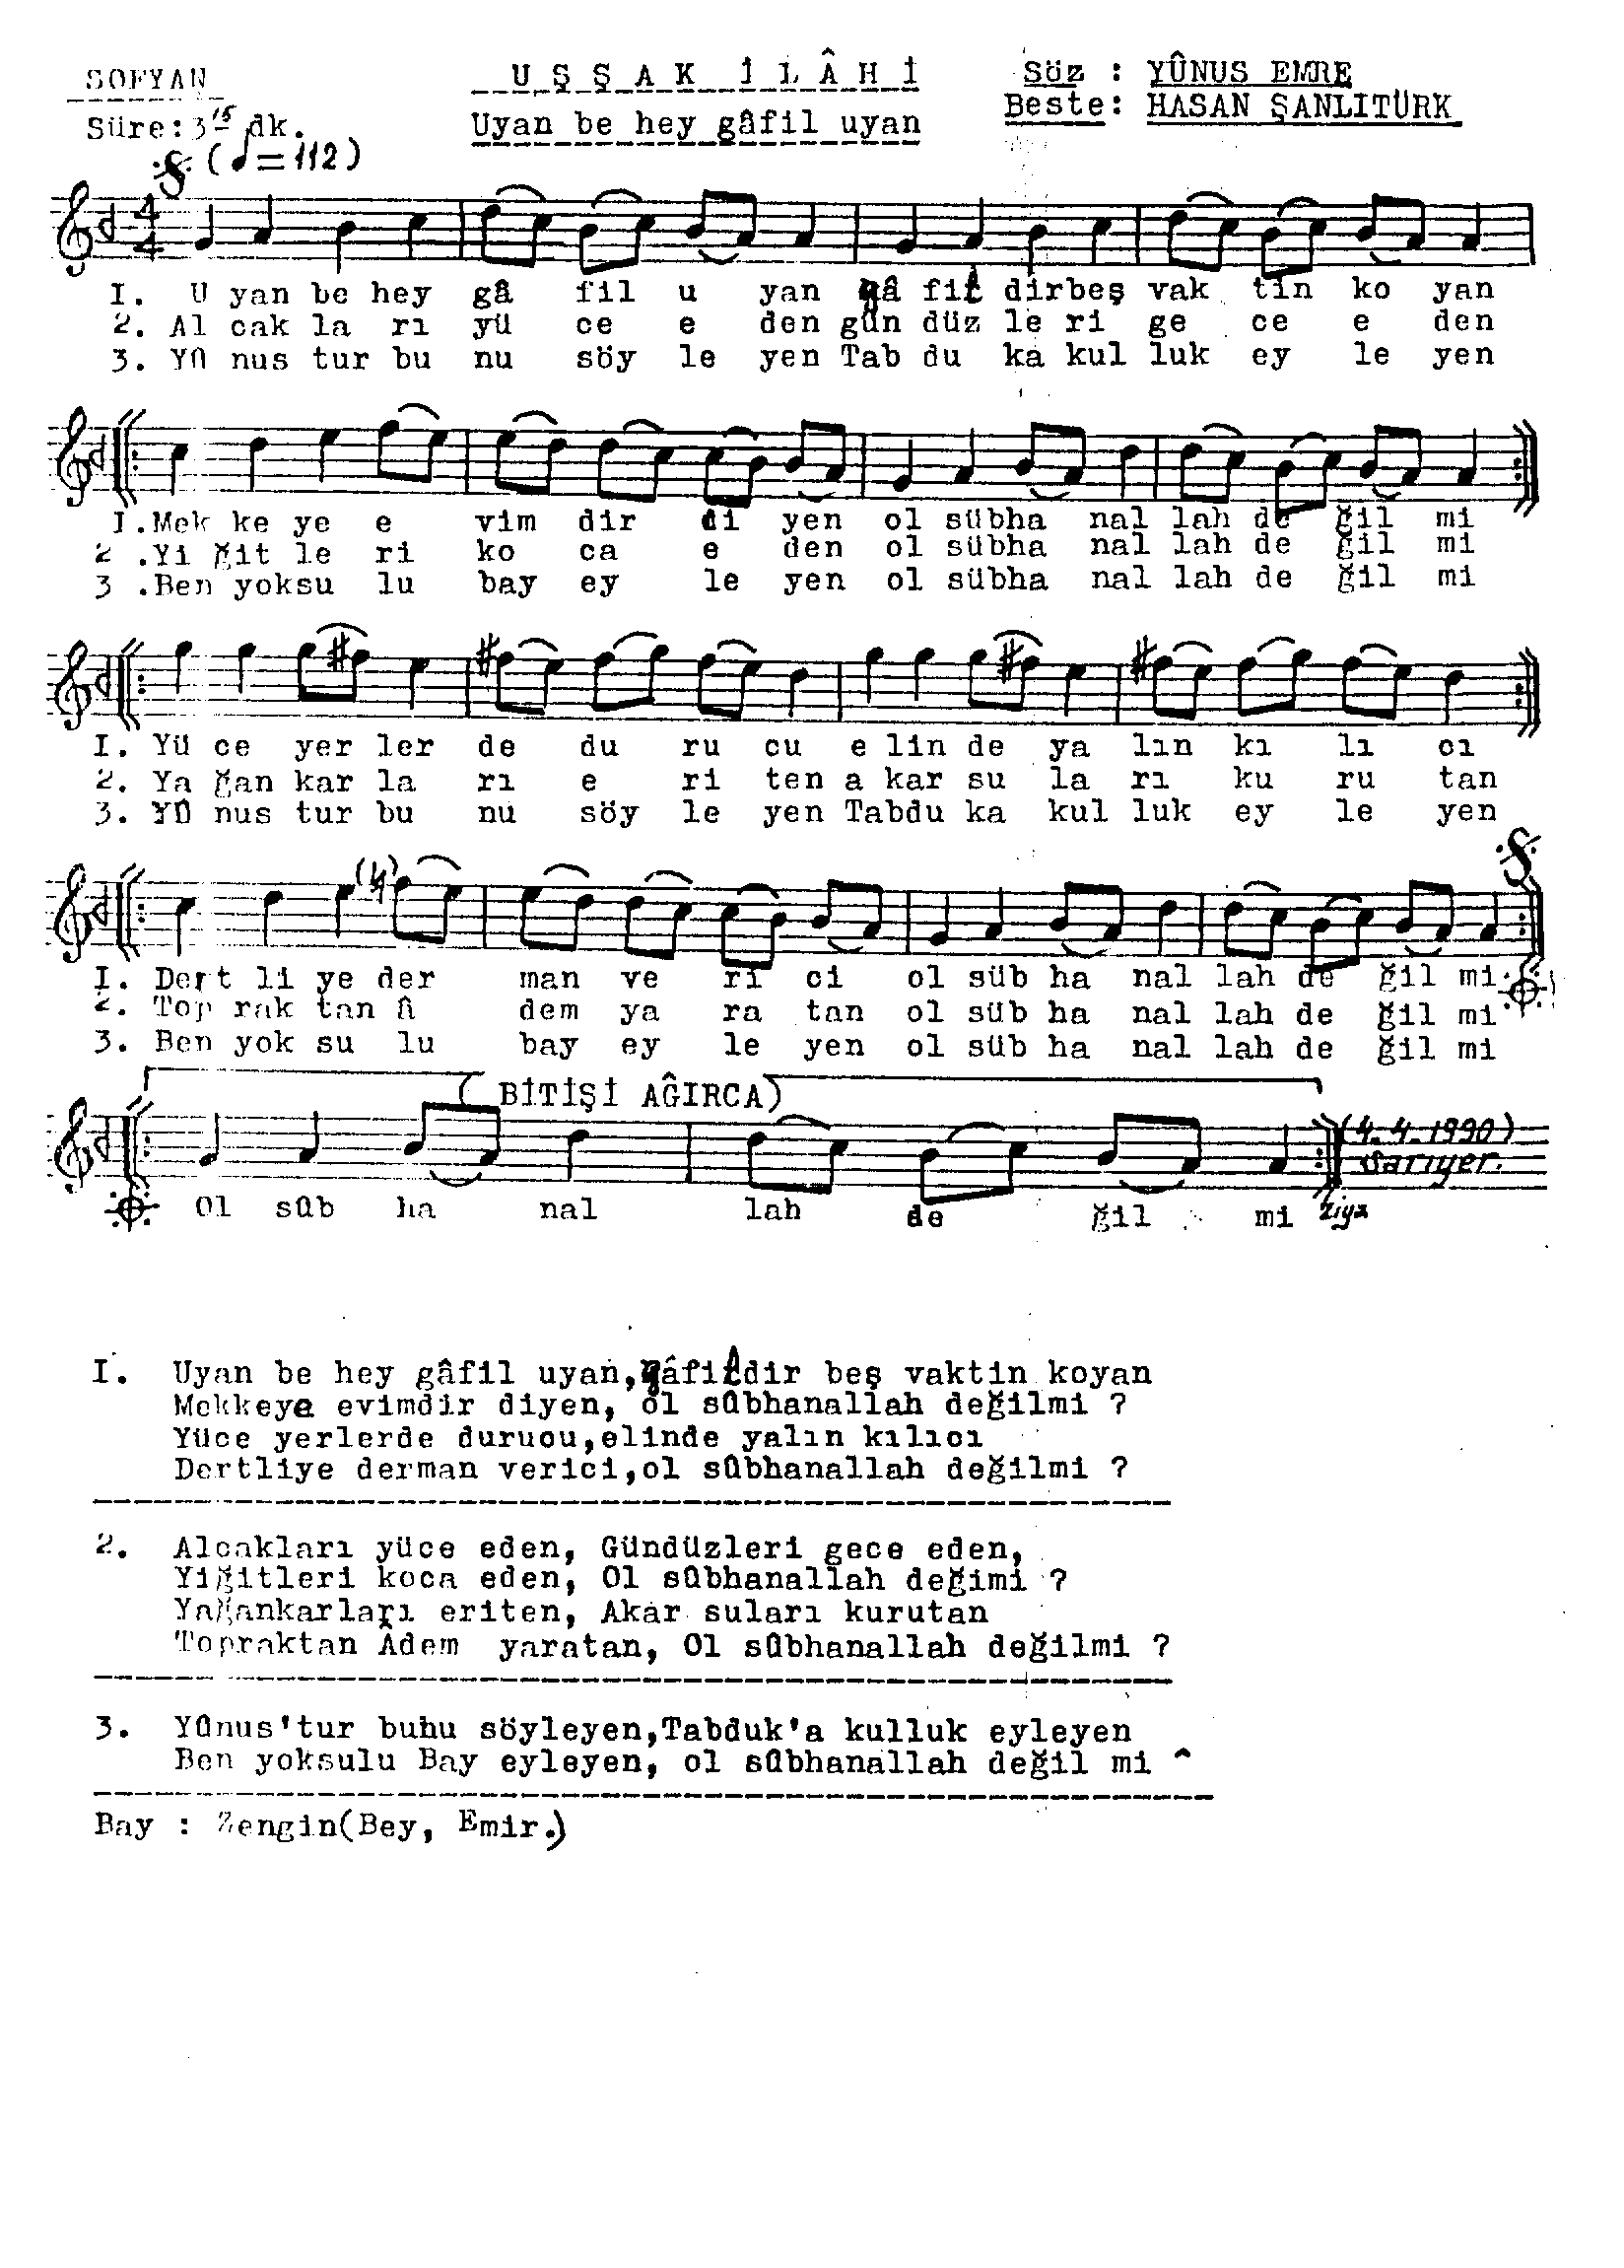 SOFYAN
U Ş Ş A K İ L Â H İ
Söz : YÛNUS EMRE
Süre: 3 15 dk.
Uyan be hey gâfil uyan
Beste: HASAN ŞANLITÜRK
(♩=112)
4/4
I. U yan be hey gâ fil u yan gâ fil dirbeş vak tin ko yan
2. Al cak la rı yü ce e den gün düz le ri ge ce e den
3. YÛ nus tur bu nu söy le yen Tab du ka kul luk ey le yen
I.Mek ke ye e vim dir di yen ol sübha nal lah de ğil mi
2 .Yi ğit le ri ko ca e den ol sübha nal lah de ğil mi
3 .Ben yoksu lu bay ey le yen ol sübha nal lah de ğil mi
I. Yü ce yer ler de du ru cu e lin de ya lın kı lı cı
2. Ya ğan kar la rı e ri ten a kar su la rı ku ru tan
3. YÛ nus tur bu nu söy le yen Tabdu ka kul luk ey le yen
I. Dert li ye der man ve ri ci ol süb ha nal lah de ğil mi
2. Top rak tan â dem ya ra tan ol süb ha nal lah de ğil mi
3. Ben yok su lu bay ey le yen ol süb ha nal lah de ğil mi
( BİTİŞİ AĞIRCA)
(4.4.1990)
Sarıyer.
Ol sûb ha nal lah de ğil mi Ziya
I. Uyan be hey gâfil uyan,gâfildir beş vaktin koyan
Mekkeye evimdir diyen, ol sûbhanallah değilmi ?
Yüce yerlerde durucu,elinde yalın kılıcı
Dertliye derman verici,ol sûbhanallah değilmi ?
2. Alcakları yüce eden, Gündüzleri gece eden,
Yiğitleri koca eden, Ol sûbhanallah değimi ?
Yağankarları eriten, Akar suları kurutan
Topraktan Âdem yaratan, Ol sûbhanallah değilmi ?
3. YÛnus'tur buhu söyleyen,Tabduk'a kulluk eyleyen
Ben yoksulu Bay eyleyen, ol sûbhanallah değil mi ^
Bay : Zengin(Bey, Emir.)